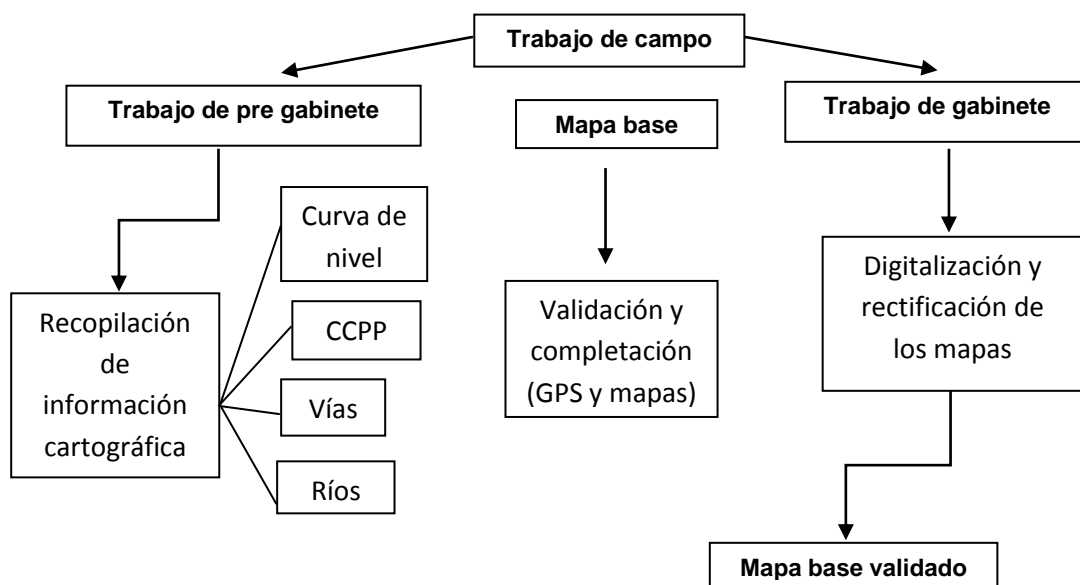 Trabajo de campo
Trabajo de pre gabinete
Mapa base
Trabajo de gabinete
Curva de
nivel
CCPP
Vías
Ríos
Recopilación
de
información
cartográfica
Validación y
completación
(GPS y mapas)
Digitalización y
rectificación de
los mapas
Mapa base validado